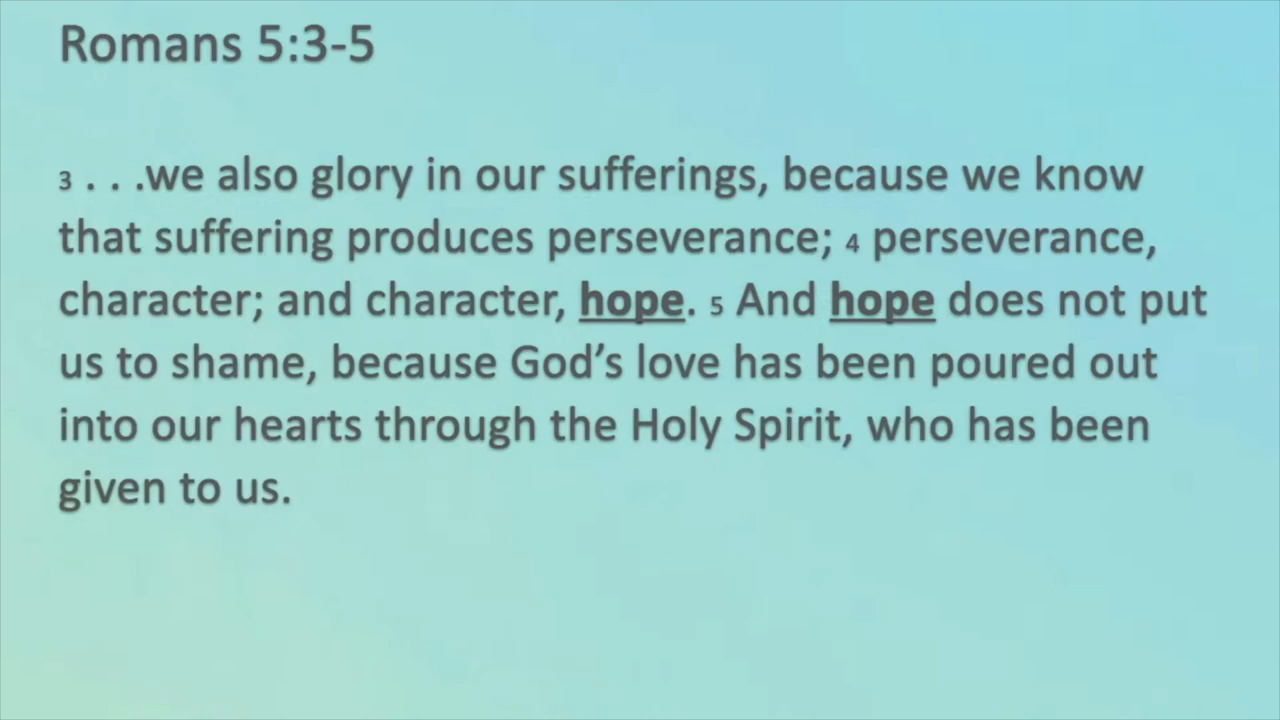 Romans 5:3-5
3 . . .we also glory in our sufferings, because we know
that suffering produces perseverance; 4 perseverance,
character; and character, hope. 5 And hope does not put
us to shame, because God’s love has been poured out
into our hearts through the Holy Spirit, who has been
given to us.